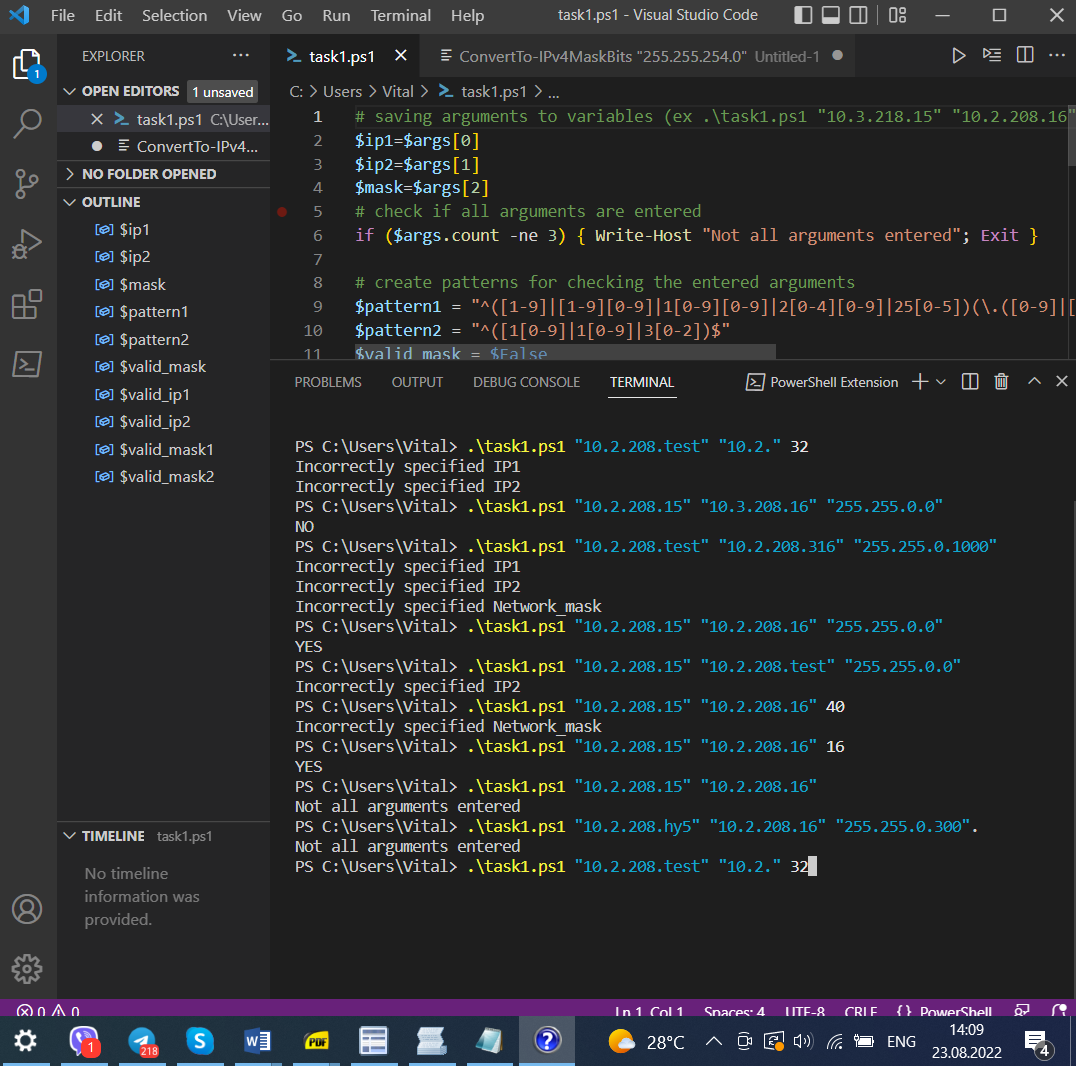 File Edit Selection View Go Run Terminal Help task1.ps1 - Visual Studio Code
EXPLORER
OPEN EDITORS 1 unsaved
task1.ps1 C:\User...
ConvertTo-IPv4...
NO FOLDER OPENED
OUTLINE
$ip1
$ip2
$mask
$pattern1
$pattern2
$valid_mask
$valid_ip1
$valid_ip2
$valid_mask1
$valid_mask2
TIMELINE task1.ps1
No timeline
information was
provided.
task1.ps1 ConvertTo-IPv4MaskBits "255.255.254.0" Untitled-1
C: > Users > Vital > task1.ps1 > ...
1 # saving arguments to variables (ex .\task1.ps1 "10.3.218.15" "10.2.208.16"
2 $ip1=$args[0]
3 $ip2=$args[1]
4 $mask=$args[2]
5 # check if all arguments are entered
6 if ($args.count -ne 3) { Write-Host "Not all arguments entered"; Exit }
7
8 # create patterns for checking the entered arguments
9 $pattern1 = "^([1-9]|[1-9][0-9]|1[0-9][0-9]|2[0-4][0-9]|25[0-5])(\.([0-9]|[
10 $pattern2 = "^([1[0-9]|1[0-9]|3[0-2])$"
11 $valid_mask = $False
PROBLEMS OUTPUT DEBUG CONSOLE TERMINAL PowerShell Extension
PS C:\Users\Vital> .\task1.ps1 "10.2.208.test" "10.2." 32
Incorrectly specified IP1
Incorrectly specified IP2
PS C:\Users\Vital> .\task1.ps1 "10.2.208.15" "10.3.208.16" "255.255.0.0"
NO
PS C:\Users\Vital> .\task1.ps1 "10.2.208.test" "10.2.208.316" "255.255.0.1000"
Incorrectly specified IP1
Incorrectly specified IP2
Incorrectly specified Network_mask
PS C:\Users\Vital> .\task1.ps1 "10.2.208.15" "10.2.208.16" "255.255.0.0"
YES
PS C:\Users\Vital> .\task1.ps1 "10.2.208.15" "10.2.208.test" "255.255.0.0"
Incorrectly specified IP2
PS C:\Users\Vital> .\task1.ps1 "10.2.208.15" "10.2.208.16" 40
Incorrectly specified Network_mask
PS C:\Users\Vital> .\task1.ps1 "10.2.208.15" "10.2.208.16" 16
YES
PS C:\Users\Vital> .\task1.ps1 "10.2.208.15" "10.2.208.16"
Not all arguments entered
PS C:\Users\Vital> .\task1.ps1 "10.2.208.hy5" "10.2.208.16" "255.255.0.300".
Not all arguments entered
PS C:\Users\Vital> .\task1.ps1 "10.2.208.test" "10.2." 32
0 0 Ln 1, Col 1 Spaces: 4 UTF-8 CRLF {} PowerShell
1 218 S W PDF ? 28°C ENG 14:09
23.08.2022 4